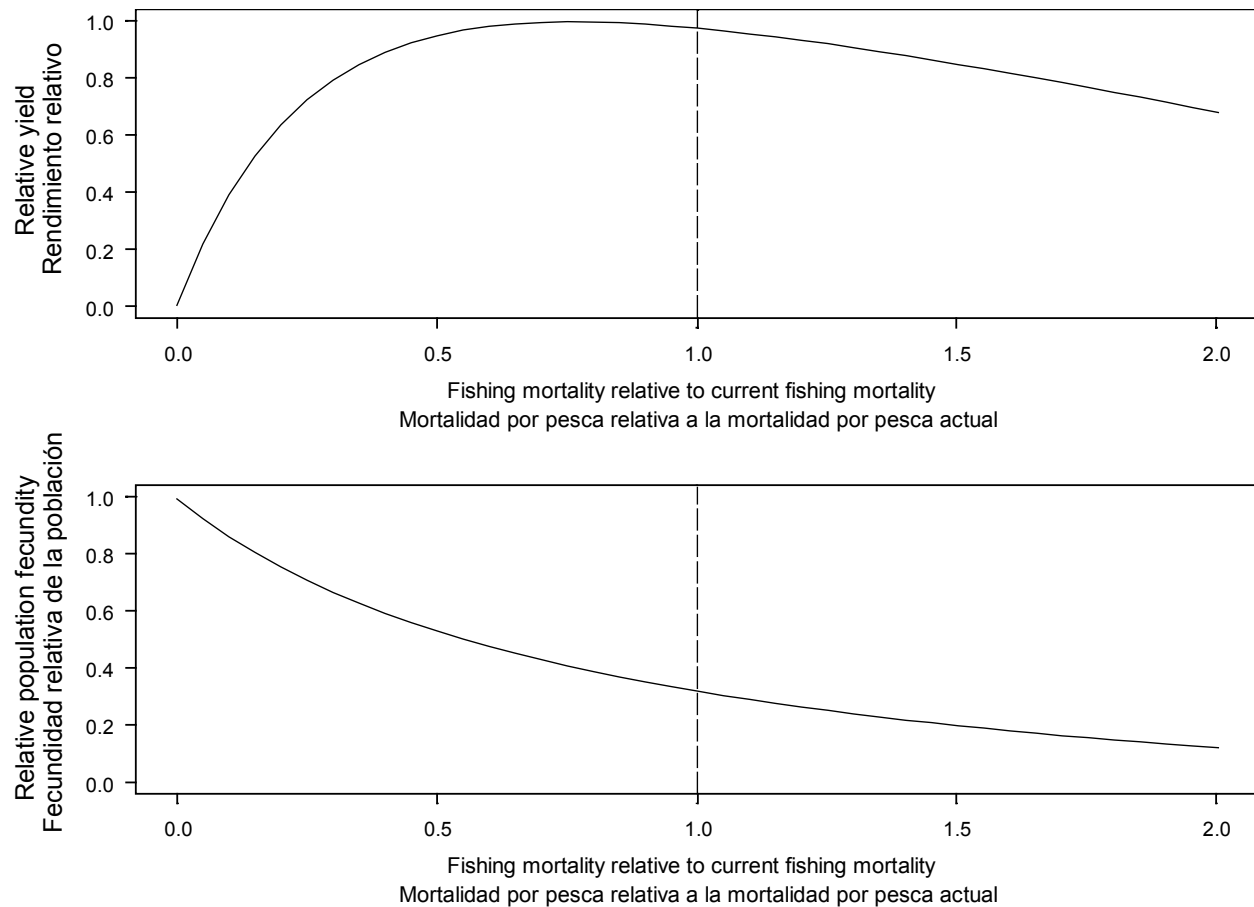 Relative yield
Rendimiento relativo
1.0
0.8
0.6
0.4
0.2
0.0
0.0 0.5 1.0 1.5 2.0
Fishing mortality relative to current fishing mortality
Mortalidad por pesca relativa a la mortalidad por pesca actual
Relative population fecundity
Fecundidad relativa de la población
1.0
0.8
0.6
0.4
0.2
0.0
0.0 0.5 1.0 1.5 2.0
Fishing mortality relative to current fishing mortality
Mortalidad por pesca relativa a la mortalidad por pesca actual